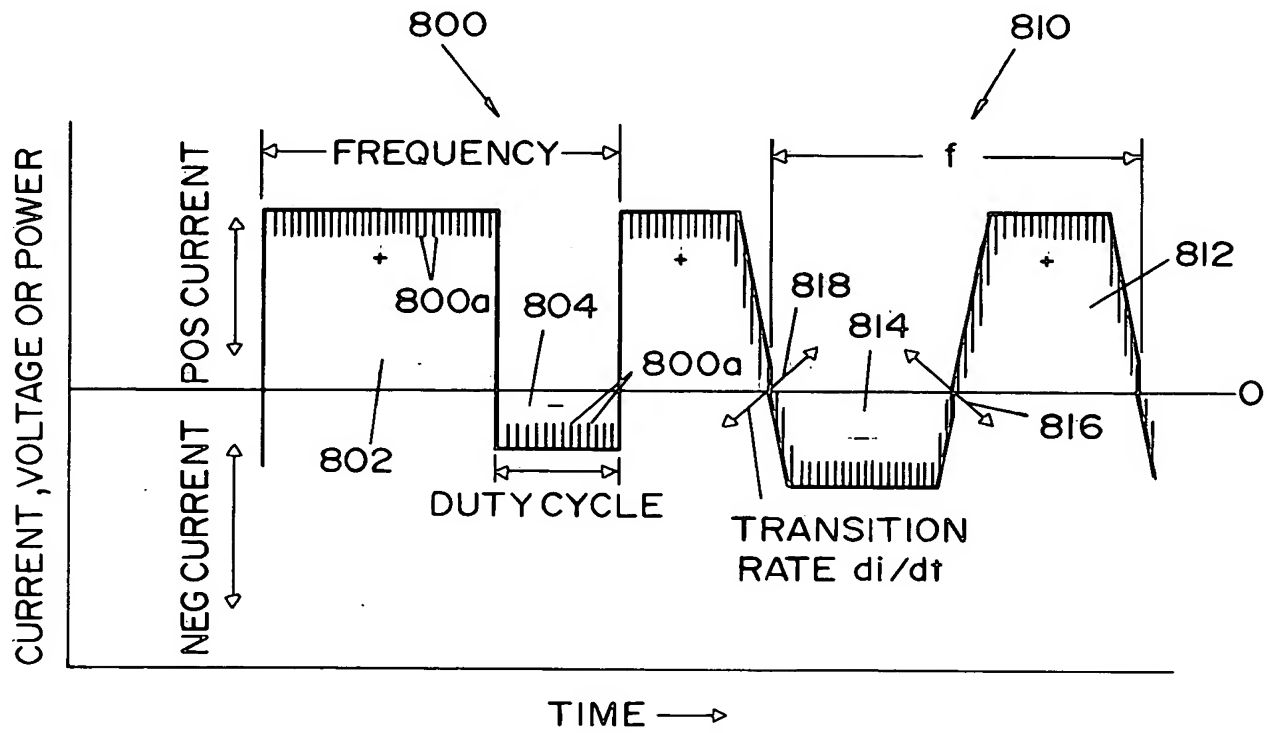 800
810
FREQUENCY
f
CURRENT, VOLTAGE OR POWER
POS CURRENT
NEG CURRENT
+
+
+
800a
804
818
814
812
800a
802
-
-
816
O
DUTY CYCLE
TRANSITION
RATE di/dt
TIME